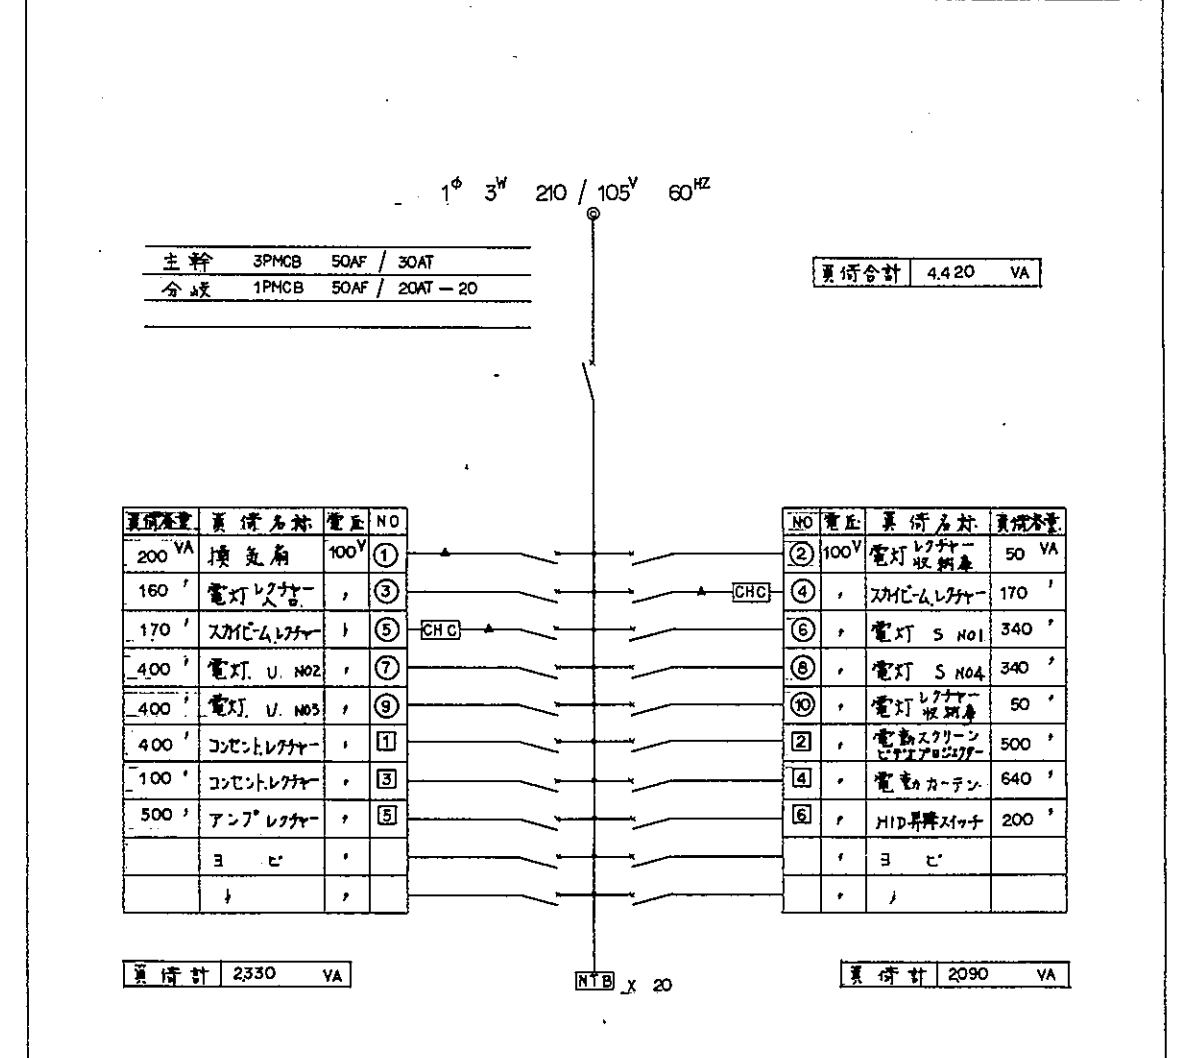 1φ 3W 210 / 105V 60HZ
主幹 3PMCB 50AF / 30AT
分岐 1PMCB 50AF / 20AT — 20
負荷合計 4,420 VA
負荷容量 負荷名称 電圧 NO
200 VA 換気扇 100V ①
160 〃 電灯 レクチャー 〃 ③
170 〃 スカイビーム,レクチャー 〃 ⑤ CHC
400 〃 電灯. U. NO2 〃 ⑦
400 〃 電灯. U. NO3 〃 ⑨
400 〃 コンセント,レクチャー 〃 1
100 〃 コンセント,レクチャー 〃 3
500 〃 アンプ レクチャー 〃 5
ヨビ 〃
〃 〃
負荷計 2,330 VA
NO 電圧 負荷名称 負荷容量
② 100V 電灯 レクチャー収納庫 50 VA
CHC ④ 〃 スカイビーム,レクチャー 170 〃
⑥ 〃 電灯 S NO1 340 〃
⑧ 〃 電灯 S NO4 340 〃
⑩ 〃 電灯 レクチャー収納庫 50 〃
2 〃 電動スクリーン ビデオプロジェクター 500 〃
4 〃 電動カーテン 640 〃
6 〃 HID昇降スイッチ 200 〃
〃 ヨビ
〃 〃
負荷計 2,090 VA
NTB x 20